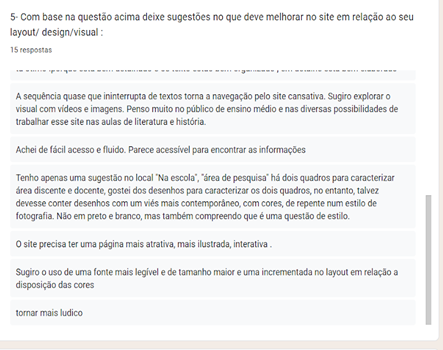 5- Com base na questão acima deixe sugestões no que deve melhorar no site em relação ao seu
layout/ design/visual :
15 respostas
A sequência quase que ininterrupta de textos torna a navegação pelo site cansativa. Sugiro explorar o
visual com vídeos e imagens. Penso muito no público de ensino médio e nas diversas possibilidades de
trabalhar esse site nas aulas de literatura e história.
Achei de fácil acesso e fluido. Parece acessível para encontrar as informações
Tenho apenas uma sugestão no local "Na escola", "área de pesquisa" há dois quadros para caracterizar
área discente e docente, gostei dos desenhos para caracterizar os dois quadros, no entanto, talvez
devesse conter desenhos com um viés mais contemporâneo, com cores, de repente num estilo de
fotografia. Não em preto e branco, mas também compreendo que é uma questão de estilo.
O site precisa ter uma página mais atrativa, mais ilustrada, interativa .
Sugiro o uso de uma fonte mais legível e de tamanho maior e uma incrementada no layout em relação a
disposição das cores
tornar mais ludico